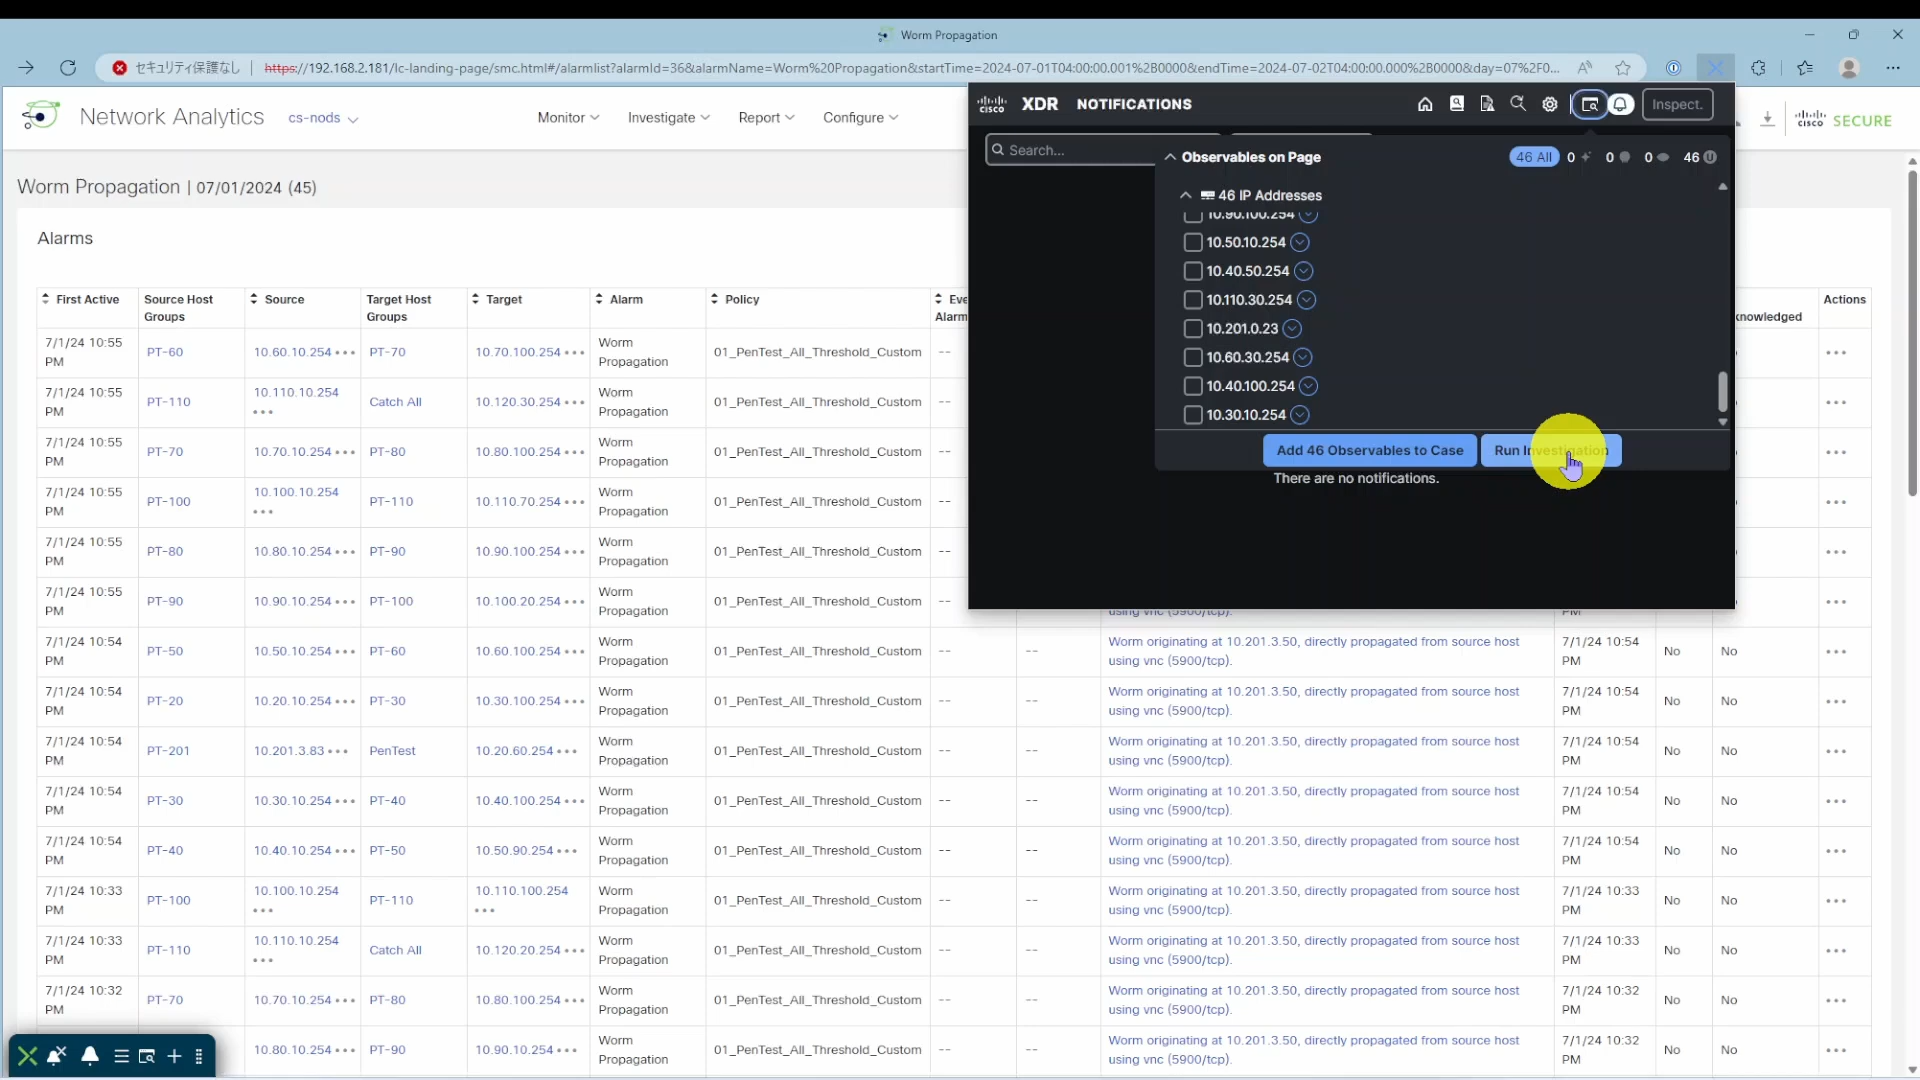 Worm Propagation
セキュリティ保護なし
https://192.168.2.181/lc-landing-page/smc.html#/alarmlist?alarmId=36&alarmName=Worm%20Propagation&startTime=2024-07-01T04:00:00.001%2B0000&endTime=2024-07-02T04:00:00.000%2B0000&day=07%2F0...
Network Analytics
cs-nods
Monitor
Investigate
Report
Configure
CISCO SECURE
CISCO XDR NOTIFICATIONS
Inspect.
Search...
Observables on Page
46 All 0 0 0 46
46 IP Addresses
10.90.100.254
10.50.10.254
10.40.50.254
10.110.30.254
10.201.0.23
10.60.30.254
10.40.100.254
10.30.10.254
Add 46 Observables to Case
Run Investigation
There are no notifications.
Worm Propagation | 07/01/2024 (45)
Alarms
First Active Source Host Groups Source Target Host Groups Target Alarm Policy Actions
7/1/24 10:55 PM PT-60 10.60.10.254 ••• PT-70 10.70.100.254 ••• Worm Propagation 01_PenTest_All_Threshold_Custom -- •••
7/1/24 10:55 PM PT-110 10.110.10.254 ••• Catch All 10.120.30.254 ••• Worm Propagation 01_PenTest_All_Threshold_Custom -- •••
7/1/24 10:55 PM PT-70 10.70.10.254 ••• PT-80 10.80.100.254 ••• Worm Propagation 01_PenTest_All_Threshold_Custom -- •••
7/1/24 10:55 PM PT-100 10.100.10.254 ••• PT-110 10.110.70.254 ••• Worm Propagation 01_PenTest_All_Threshold_Custom -- •••
7/1/24 10:55 PM PT-80 10.80.10.254 ••• PT-90 10.90.100.254 ••• Worm Propagation 01_PenTest_All_Threshold_Custom -- •••
7/1/24 10:55 PM PT-90 10.90.10.254 ••• PT-100 10.100.20.254 ••• Worm Propagation 01_PenTest_All_Threshold_Custom -- using vnc (5900/tcp). PM •••
7/1/24 10:54 PM PT-50 10.50.10.254 ••• PT-60 10.60.100.254 ••• Worm Propagation 01_PenTest_All_Threshold_Custom -- -- Worm originating at 10.201.3.50, directly propagated from source host using vnc (5900/tcp). 7/1/24 10:54 PM No No •••
7/1/24 10:54 PM PT-20 10.20.10.254 ••• PT-30 10.30.100.254 ••• Worm Propagation 01_PenTest_All_Threshold_Custom -- -- Worm originating at 10.201.3.50, directly propagated from source host using vnc (5900/tcp). 7/1/24 10:54 PM No No •••
7/1/24 10:54 PM PT-201 10.201.3.83 ••• PenTest 10.20.60.254 ••• Worm Propagation 01_PenTest_All_Threshold_Custom -- -- Worm originating at 10.201.3.50, directly propagated from source host using vnc (5900/tcp). 7/1/24 10:54 PM No No •••
7/1/24 10:54 PM PT-30 10.30.10.254 ••• PT-40 10.40.100.254 ••• Worm Propagation 01_PenTest_All_Threshold_Custom -- -- Worm originating at 10.201.3.50, directly propagated from source host using vnc (5900/tcp). 7/1/24 10:54 PM No No •••
7/1/24 10:54 PM PT-40 10.40.10.254 ••• PT-50 10.50.90.254 ••• Worm Propagation 01_PenTest_All_Threshold_Custom -- -- Worm originating at 10.201.3.50, directly propagated from source host using vnc (5900/tcp). 7/1/24 10:54 PM No No •••
7/1/24 10:33 PM PT-100 10.100.10.254 ••• PT-110 10.110.100.254 ••• Worm Propagation 01_PenTest_All_Threshold_Custom -- -- Worm originating at 10.201.3.50, directly propagated from source host using vnc (5900/tcp). 7/1/24 10:33 PM No No •••
7/1/24 10:33 PM PT-110 10.110.10.254 ••• Catch All 10.120.20.254 ••• Worm Propagation 01_PenTest_All_Threshold_Custom -- -- Worm originating at 10.201.3.50, directly propagated from source host using vnc (5900/tcp). 7/1/24 10:33 PM No No •••
7/1/24 10:32 PM PT-70 10.70.10.254 ••• PT-80 10.80.100.254 ••• Worm Propagation 01_PenTest_All_Threshold_Custom -- -- Worm originating at 10.201.3.50, directly propagated from source host using vnc (5900/tcp). 7/1/24 10:32 PM No No •••
10.80.10.254 ••• PT-90 10.90.10.254 ••• Worm Propagation 01_PenTest_All_Threshold_Custom -- -- Worm originating at 10.201.3.50, directly propagated from source host using vnc (5900/tcp). 7/1/24 10:32 PM No No •••